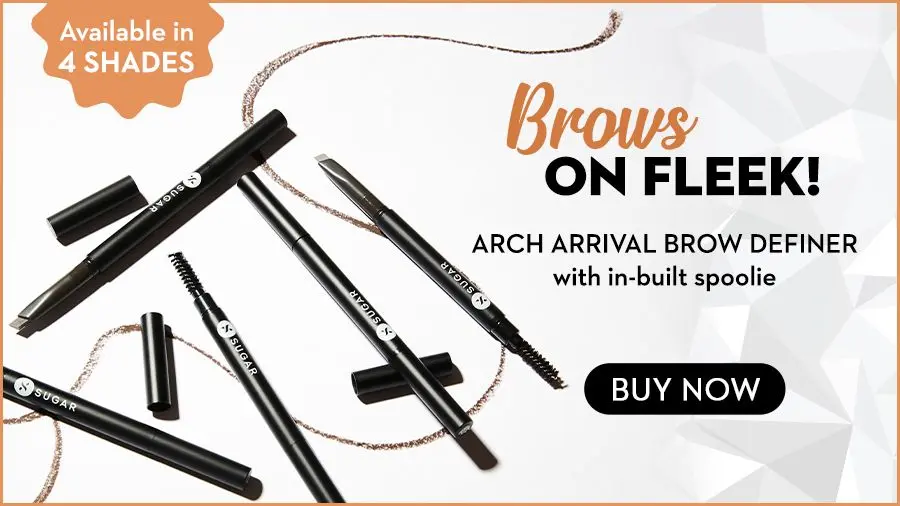 Available in
4 SHADES
Brows
ON FLEEK!
ARCH ARRIVAL BROW DEFINER
with in-built spoolie
BUY NOW
SUGAR
SUGAR
SUGAR
SUGAR
SUGAR